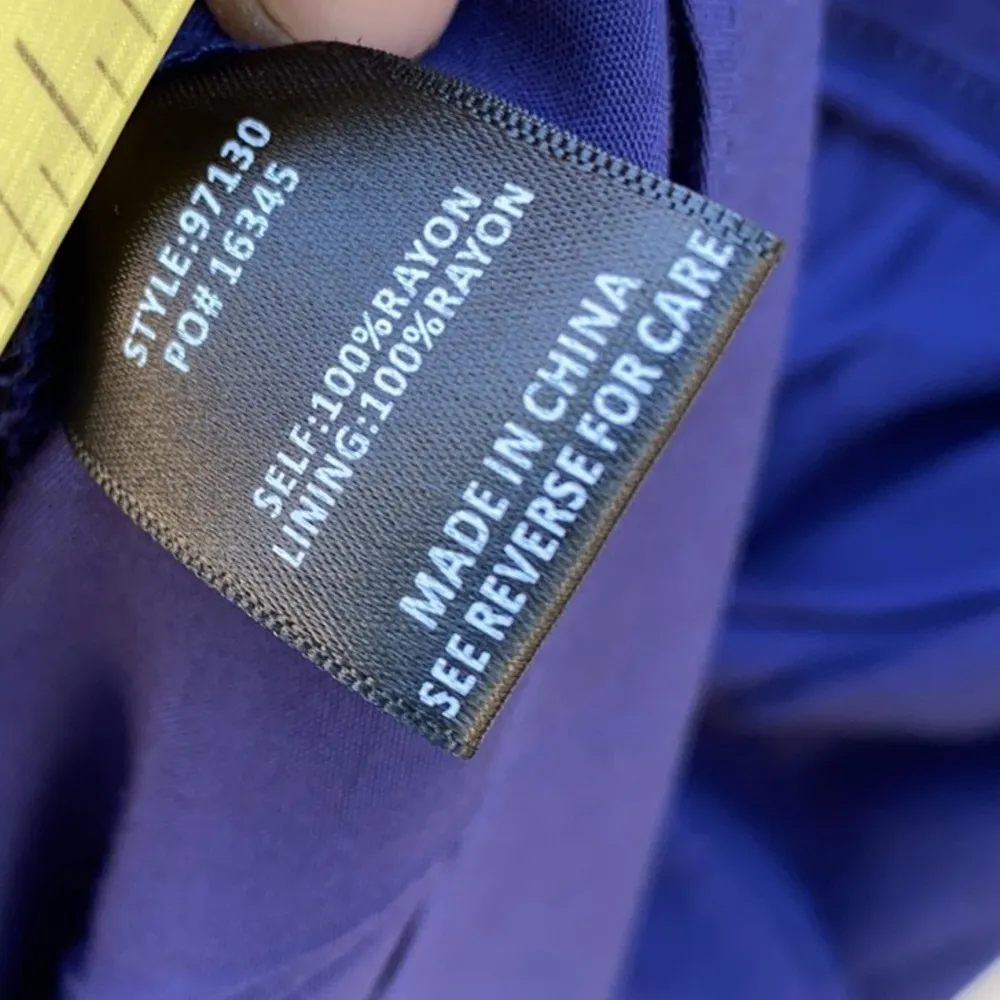 STYLE:97130
PO# 16345
SELF:100%RAYON
LINING:100%RAYON
MADE IN CHINA
SEE REVERSE FOR CARE